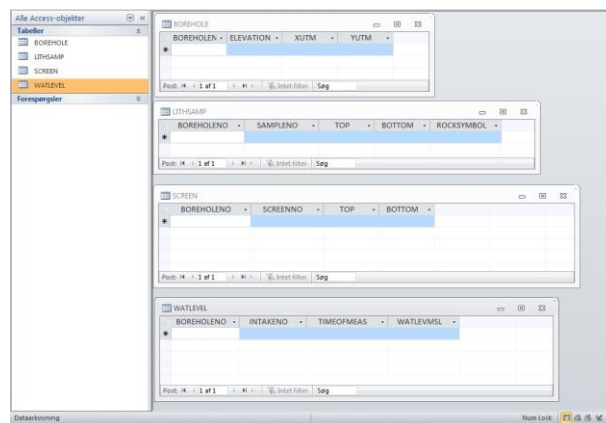 Alle Access-objekter
Tabeller
BOREHOLE
LITHSAMP
SCREEN
WATLEVEL
Forespørgsler
BOREHOLE
BOREHOLEN ELEVATION XUTM YUTM
Post: 1 af 1 Intet filter Søg
LITHSAMP
BOREHOLENO SAMPLENO TOP BOTTOM ROCKSYMBOL
Post: 1 af 1 Intet filter Søg
SCREEN
BOREHOLENO SCREENNO TOP BOTTOM
Post: 1 af 1 Intet filter Søg
WATLEVEL
BOREHOLENO INTAKENO TIMEOFMEAS WATLEVMSL
Post: 1 af 1 Intet filter Søg
Dataarkvisning Num Lock